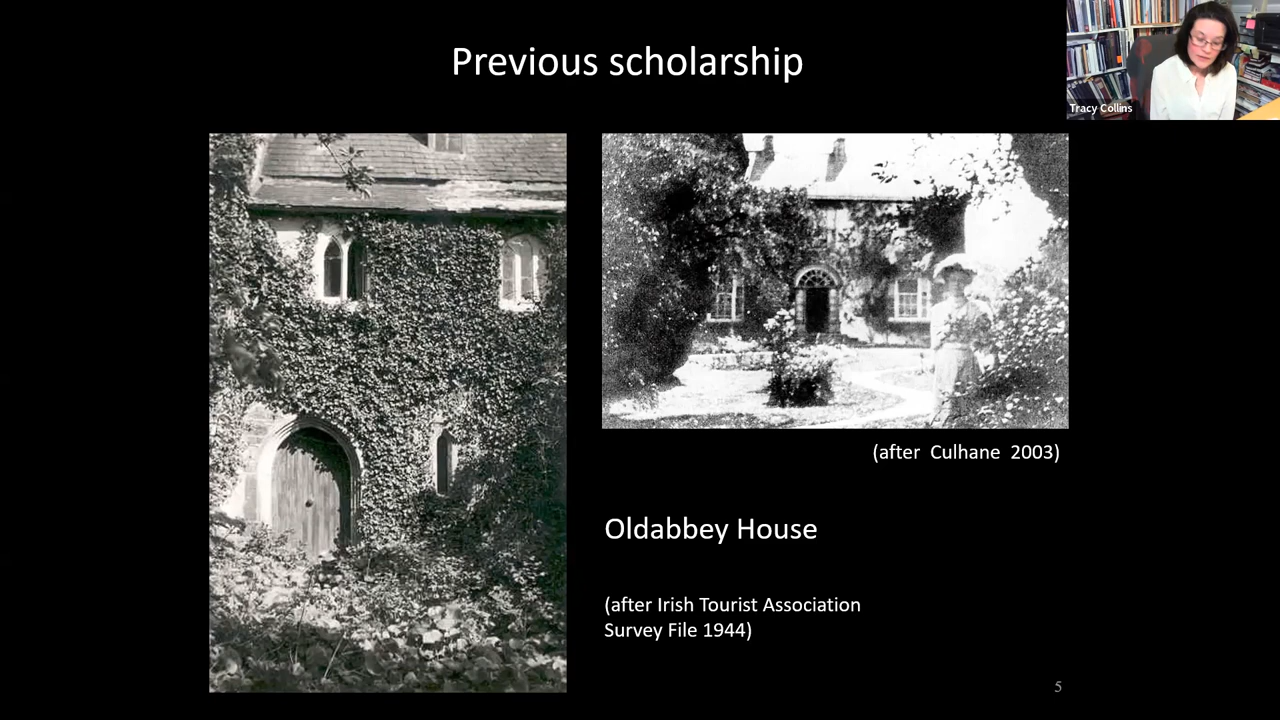 Previous scholarship
Tracy Collins
(after Culhane 2003)
Oldabbey House
(after Irish Tourist Association
Survey File 1944)
5